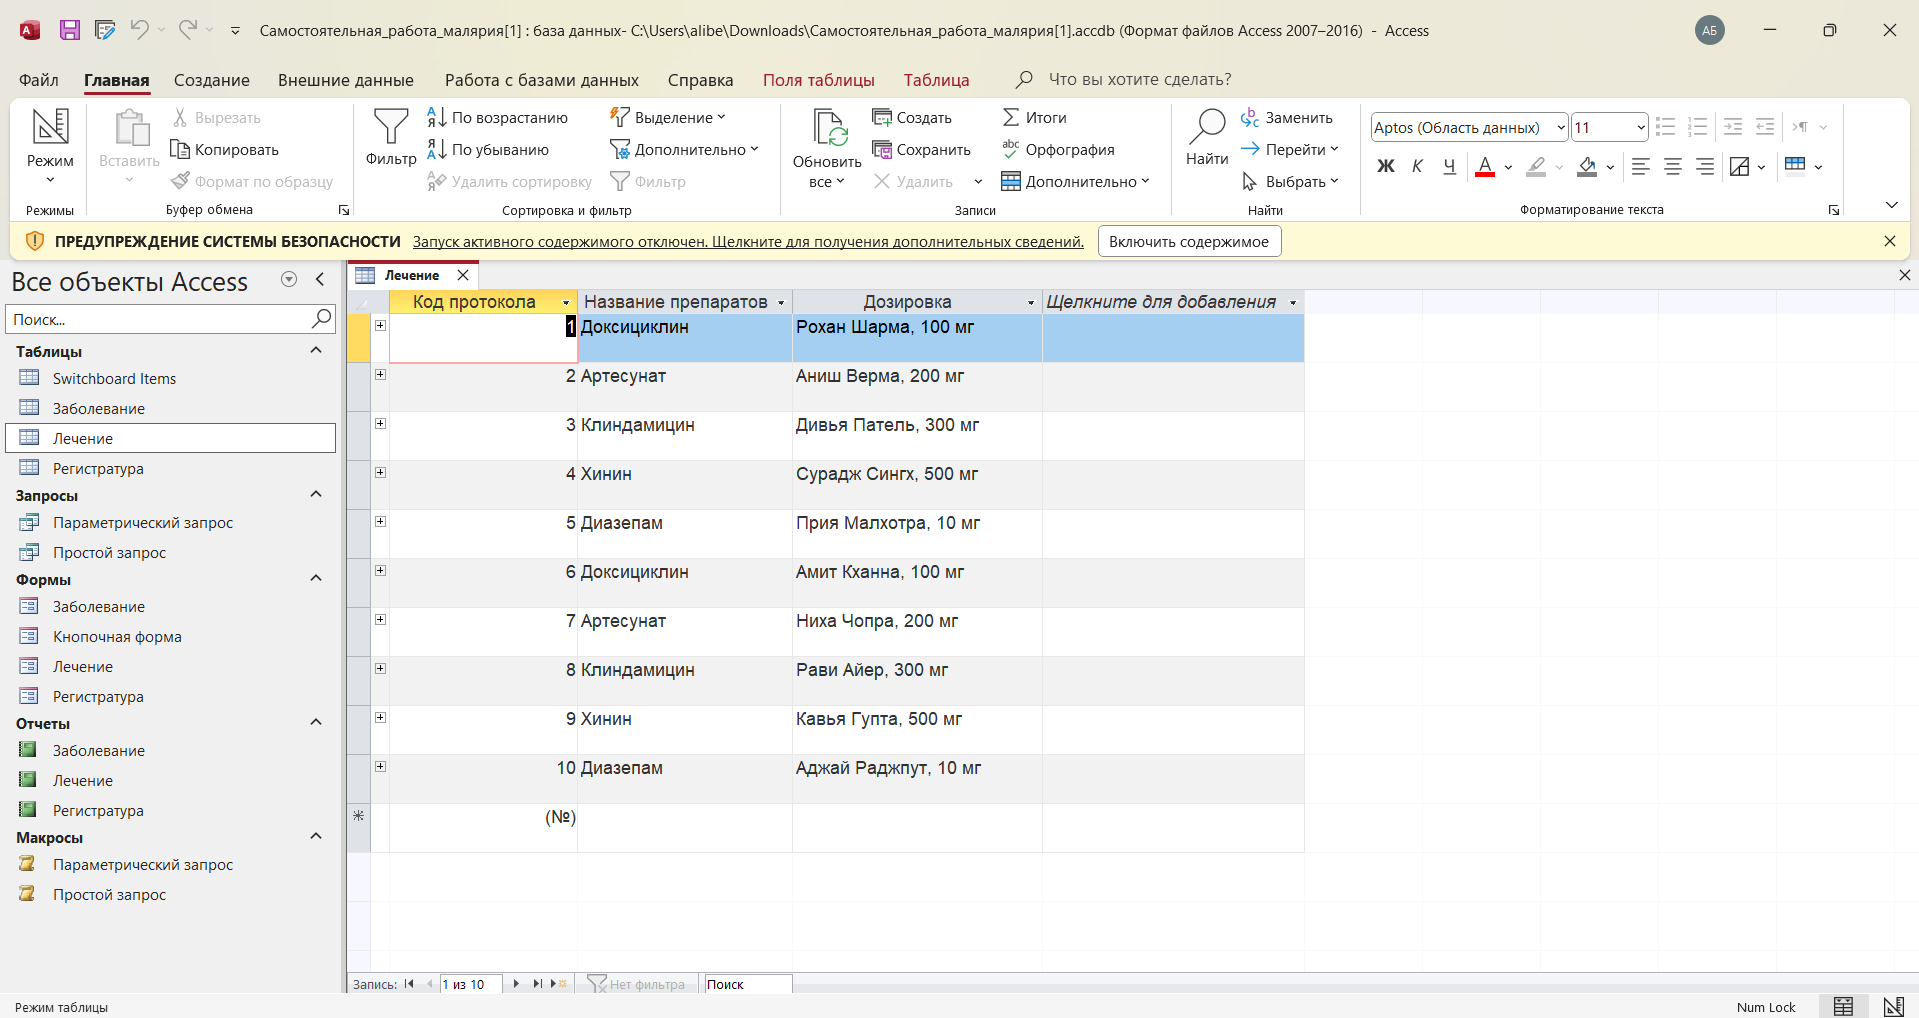 Самостоятельная_работа_малярия[1] : база данных- C:\Users\alibe\Downloads\Самостоятельная_работа_малярия[1].accdb (Формат файлов Access 2007–2016)  -  Access
АБ
Файл Главная Создание Внешние данные Работа с базами данных Справка Поля таблицы Таблица Что вы хотите сделать?
Режим
Режимы
Вставить
Вырезать
Копировать
Формат по образцу
Буфер обмена
Фильтр
По возрастанию
По убыванию
Удалить сортировку
Выделение
Дополнительно
Фильтр
Сортировка и фильтр
Обновить
все
Создать
Сохранить
Удалить
Итоги
Орфография
Дополнительно
Записи
Найти
Заменить
Перейти
Выбрать
Найти
Aptos (Область данных) 11
Ж К Ч А
Форматирование текста
ПРЕДУПРЕЖДЕНИЕ СИСТЕМЫ БЕЗОПАСНОСТИ Запуск активного содержимого отключен. Щелкните для получения дополнительных сведений. Включить содержимое
Все объекты Access
Поиск...
Таблицы
Switchboard Items
Заболевание
Лечение
Регистратура
Запросы
Параметрический запрос
Простой запрос
Формы
Заболевание
Кнопочная форма
Лечение
Регистратура
Отчеты
Заболевание
Лечение
Регистратура
Макросы
Параметрический запрос
Простой запрос
Лечение
Код протокола Название препаратов Дозировка Щелкните для добавления
1 Доксициклин Рохан Шарма, 100 мг
2 Артесунат Аниш Верма, 200 мг
3 Клиндамицин Дивья Патель, 300 мг
4 Хинин Сурадж Сингх, 500 мг
5 Диазепам Прия Малхотра, 10 мг
6 Доксициклин Амит Кханна, 100 мг
7 Артесунат Ниха Чопра, 200 мг
8 Клиндамицин Рави Айер, 300 мг
9 Хинин Кавья Гупта, 500 мг
10 Диазепам Аджай Раджпут, 10 мг
(№)
Запись: 1 из 10 Нет фильтра Поиск
Режим таблицы Num Lock